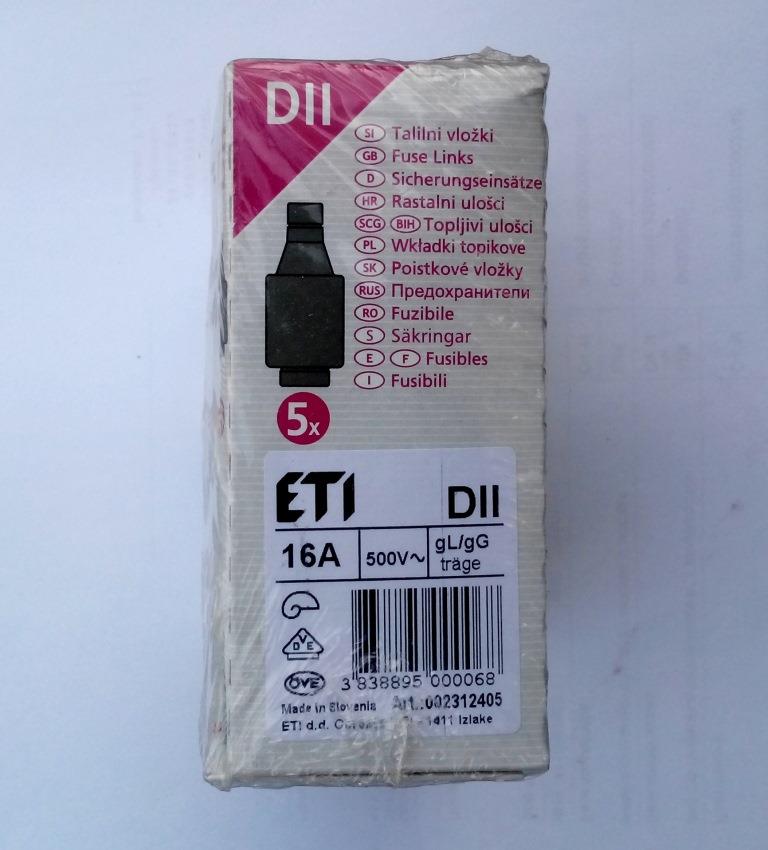 DII
SI Talilni vložki
GB Fuse Links
D Sicherungseinsätze
HR Rastalni ulošci
SCG BIH Topljivi ulošci
PL Wkładki topikowe
SK Poistkové vložky
RUS Предохранители
RO Fuzibile
S Säkringar
E F Fusibles
I Fusibili
5x
ETI DII
16A 500V~ gL/gG
träge
DVE
ÖVE
3 838895 000068
Made in Slovenia Art.:002312405
ETI d.d. 1411 Izlake